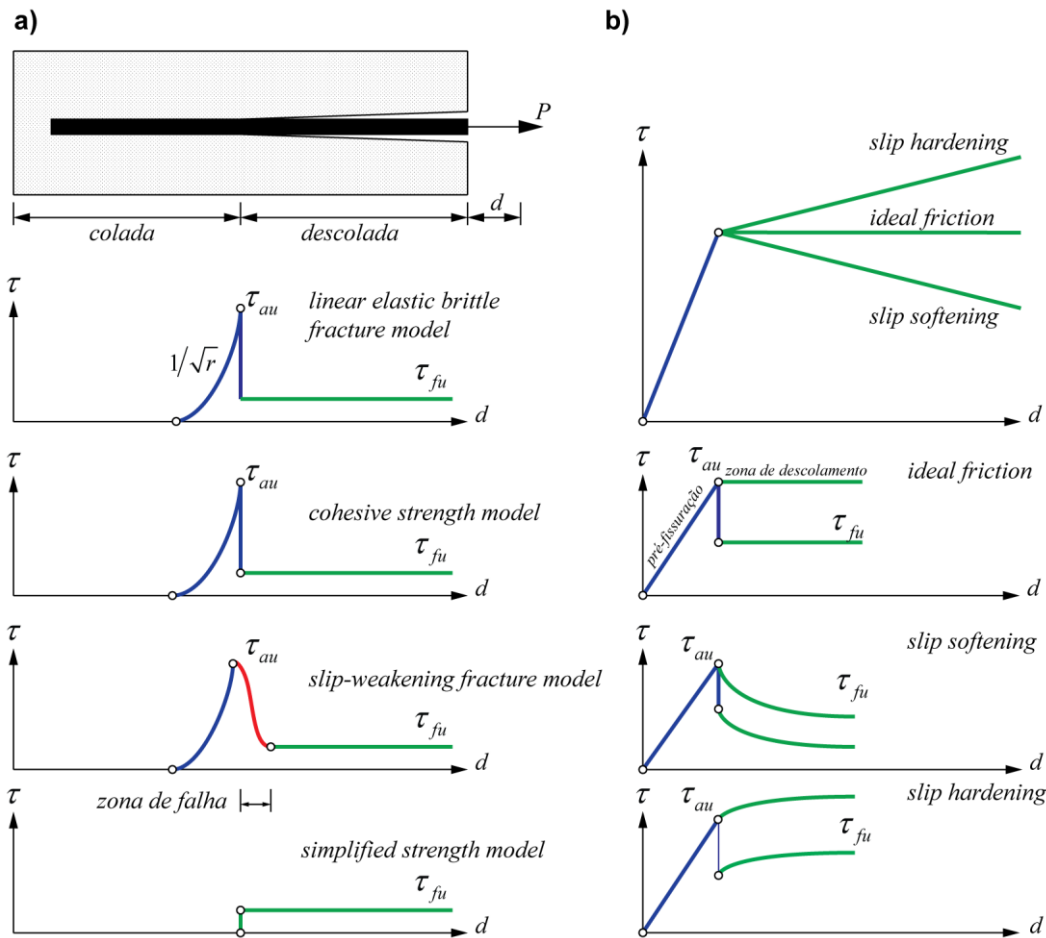 a)
P
d
colada
descolada
τ
τau
linear elastic brittle
fracture model
1/√r
τfu
d
τ
τau
cohesive strength model
τfu
d
τ
τau
slip-weakening fracture model
τfu
d
zona de falha
τ
simplified strength model
τfu
d
b)
τ
slip hardening
ideal friction
slip softening
d
τ
τau
zona de descolamento
ideal friction
pré-fissuração
τfu
d
τ
τau
slip softening
τfu
d
τ
τau
slip hardening
τfu
d